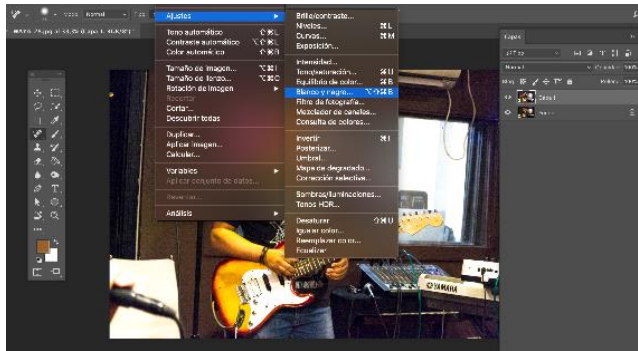 Ajustes
Tono automático ⇧⌘L
Contraste automático ⌥⇧⌘L
Color automático ⇧⌘B
Tamaño de imagen... ⌥⌘I
Tamaño de lienzo... ⌥⌘C
Rotación de imagen
Recortar
Cortar...
Descubrir todas
Duplicar...
Aplicar imagen...
Calcular...
Variables
Aplicar conjunto de datos...
Análisis
Brillo/contraste...
Niveles... ⌘L
Curvas... ⌘M
Exposición...
Intensidad...
Tono/saturación... ⌘U
Equilibrio de color... ⌘B
Blanco y negro... ⌥⇧⌘B
Filtro de fotografía...
Mezclador de canales...
Consulta de colores...
Invertir ⌘I
Posterizar...
Umbral...
Mapa de degradado...
Corrección selectiva...
Sombras/iluminaciones...
Tonos HDR...
Desaturar ⇧⌘U
Igualar color...
Reemplazar color...
Ecualizar
Capas
Normal
YAMAHA